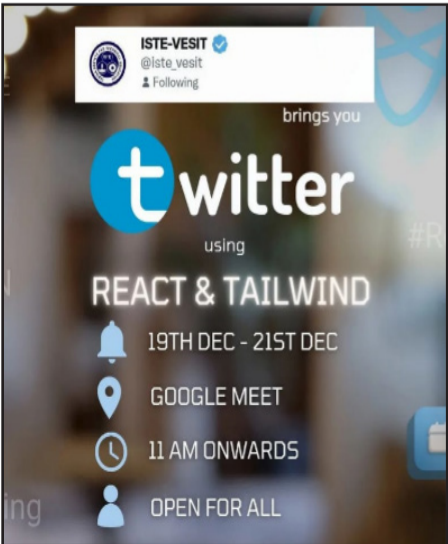 ISTE-VESIT
@iste_vesit
Following
brings you
twitter
using
REACT & TAILWIND
19TH DEC - 21ST DEC
GOOGLE MEET
11 AM ONWARDS
OPEN FOR ALL
#R
ing